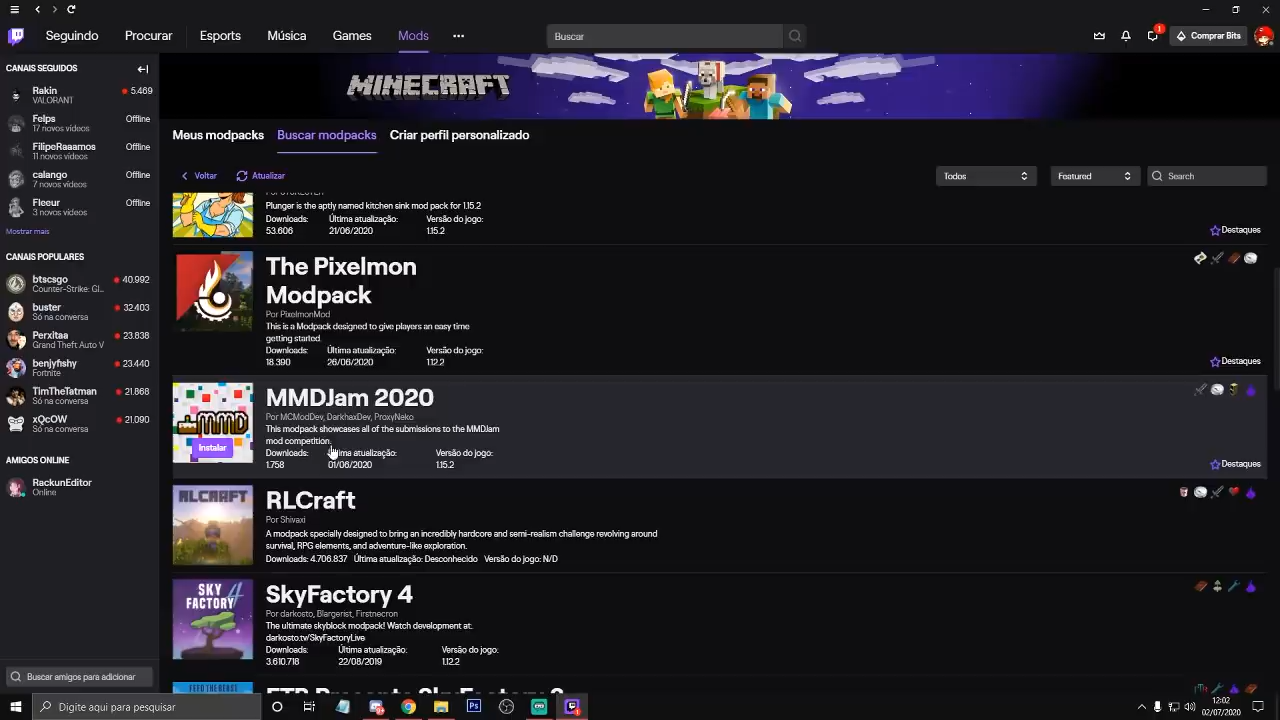 Seguindo Procurar Esports Música Games Mods
Buscar
1
Comprar Bits
CANAIS SEGUIDOS
Rakin
VALORANT
5.469
Felps
17 novos vídeos
Offline
FilipeRaaamos
11 novos vídeos
Offline
calango
7 novos vídeos
Offline
Fleeur
3 novos vídeos
Offline
Mostrar mais
CANAIS POPULARES
btscsgo
Counter-Strike: Gl...
40.992
buster
Só na conversa
32.403
Perxitaa
Grand Theft Auto V
23.838
benjyfishy
Fortnite
23.440
TimTheTatman
Só na conversa
21.868
xQcOW
Só na conversa
21.090
AMIGOS ONLINE
RackunEditor
Online
Buscar amigos para adicionar
MINECRAFT
Meus modpacks Buscar modpacks Criar perfil personalizado
Voltar Atualizar
Todos Featured Search
Plunger is the aptly named kitchen sink mod pack for 1.15.2
Downloads: Última atualização: Versão do jogo:
53.606 21/06/2020 1.15.2
Destaques
The Pixelmon
Modpack
Por PixelmonMod
This is a Modpack designed to give players an easy time
getting started.
Downloads: Última atualização: Versão do jogo:
18.390 26/06/2020 1.12.2
Destaques
MMD
Instalar
MMDJam 2020
Por MCModDev, DarkhaxDev, ProxyNeko
This modpack showcases all of the submissions to the MMDJam
mod competition.
Downloads: Última atualização: Versão do jogo:
1.758 01/06/2020 1.15.2
Destaques
RLCRAFT
RLCraft
Por Shivaxi
A modpack specially designed to bring an incredibly hardcore and semi-realism challenge revolving around
survival, RPG elements, and adventure-like exploration.
Downloads: 4.706.837 Última atualização: Desconhecido Versão do jogo: N/D
SKY
FACTORY 4
SkyFactory 4
Por darkosto, Blargerist, Firstnecron
The ultimate skyblock modpack! Watch development at:
darkosto.tv/SkyFactoryLive
Downloads: Última atualização: Versão do jogo:
3.610.718 22/08/2019 1.12.2
FEED THE BEAST
Digite aqui para pesquisar
12:02
02/07/2020